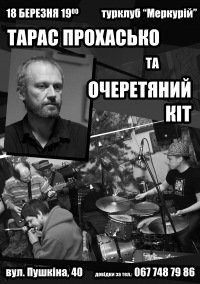 18 БЕРЕЗНЯ 19⁰⁰ турклуб “Меркурій”
ТАРАС ПРОХАСЬКО
ТА
ОЧЕРЕТЯНИЙ
КІТ
вул. Пушкіна, 40 довідки за тел.: 067 748 79 86